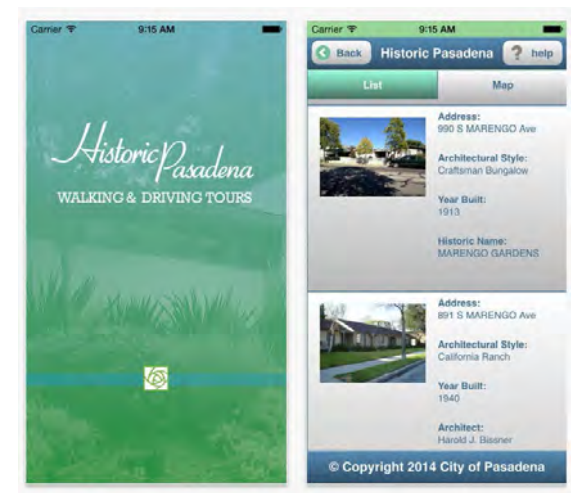 Carrier 9:15 AM
Historic Pasadena
WALKING & DRIVING TOURS
Carrier 9:15 AM
Back Historic Pasadena ? help
List Map
Address:
990 S MARENGO Ave
Architectural Style:
Craftsman Bungalow
Year Built:
1913
Historic Name:
MARENGO GARDENS
Address:
891 S MARENGO Ave
Architectural Style:
California Ranch
Year Built:
1940
Architect:
Harold J. Bissner
© Copyright 2014 City of Pasadena